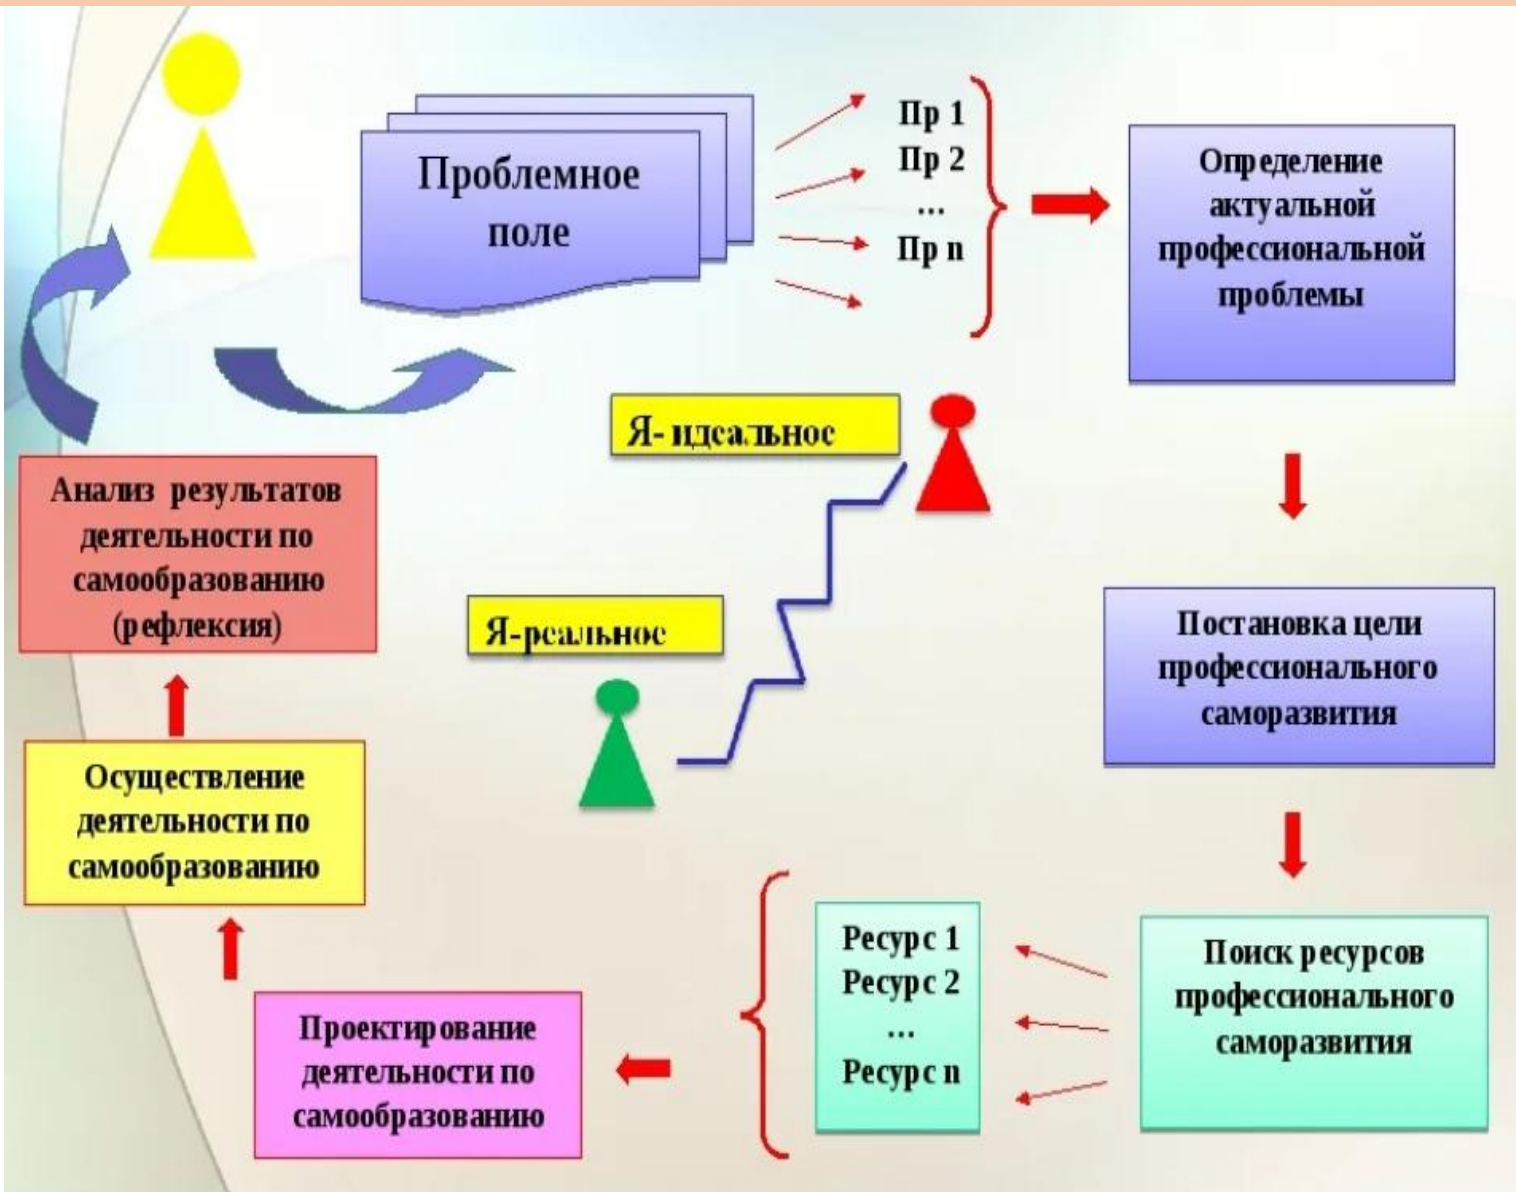 Проблемное
поле
Пр 1
Пр 2
...
Пр n
Определение
актуальной
профессиональной
проблемы
Я- идеальное
Анализ результатов
деятельности по
самообразованию
(рефлексия)
Я-реальное
Постановка цели
профессионального
саморазвития
Осуществление
деятельности по
самообразованию
Ресурс 1
Ресурс 2
...
Ресурс n
Поиск ресурсов
профессионального
саморазвития
Проектирование
деятельности по
самообразованию